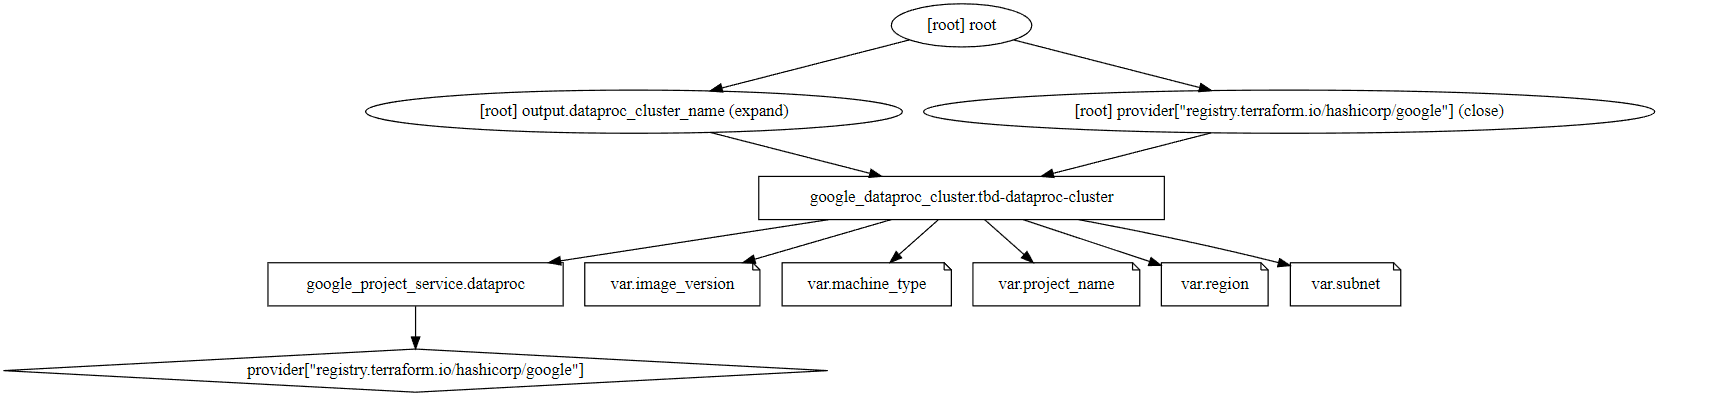 [root] root
[root] output.dataproc_cluster_name (expand)
[root] provider["registry.terraform.io/hashicorp/google"] (close)
google_dataproc_cluster.tbd-dataproc-cluster
google_project_service.dataproc
var.image_version
var.machine_type
var.project_name
var.region
var.subnet
provider["registry.terraform.io/hashicorp/google"]